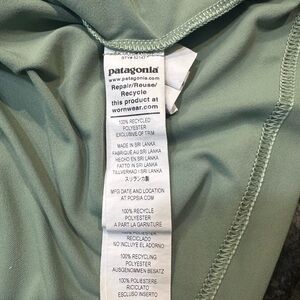 patagonia®
www.patagonia.com
Repair/Reuse/
Recycle
this product at
wornwear.com
100% RECYCLED
POLYESTER
EXCLUSIVE OF TRIM
MADE IN SRI LANKA
FABRIQUÉ AU SRI LANKA
HECHO EN SRI LANKA
FATTO IN SRI LANKA
TILLVERKAD I SRI LANKA
スリランカ製
MFG DATE AND LOCATION
AT POPSIA.COM
100% RECYCLE
POLYESTER
A PART LA GARNITURE
POLIÉSTER
RECICLADO
NO INCLUYE EL ADORNO
100% RECYCLING
POLYESTER
AUSGENOMMEN BESATZ
100% POLIESTERE
RICICLATO
ESCLUSO INSERTO